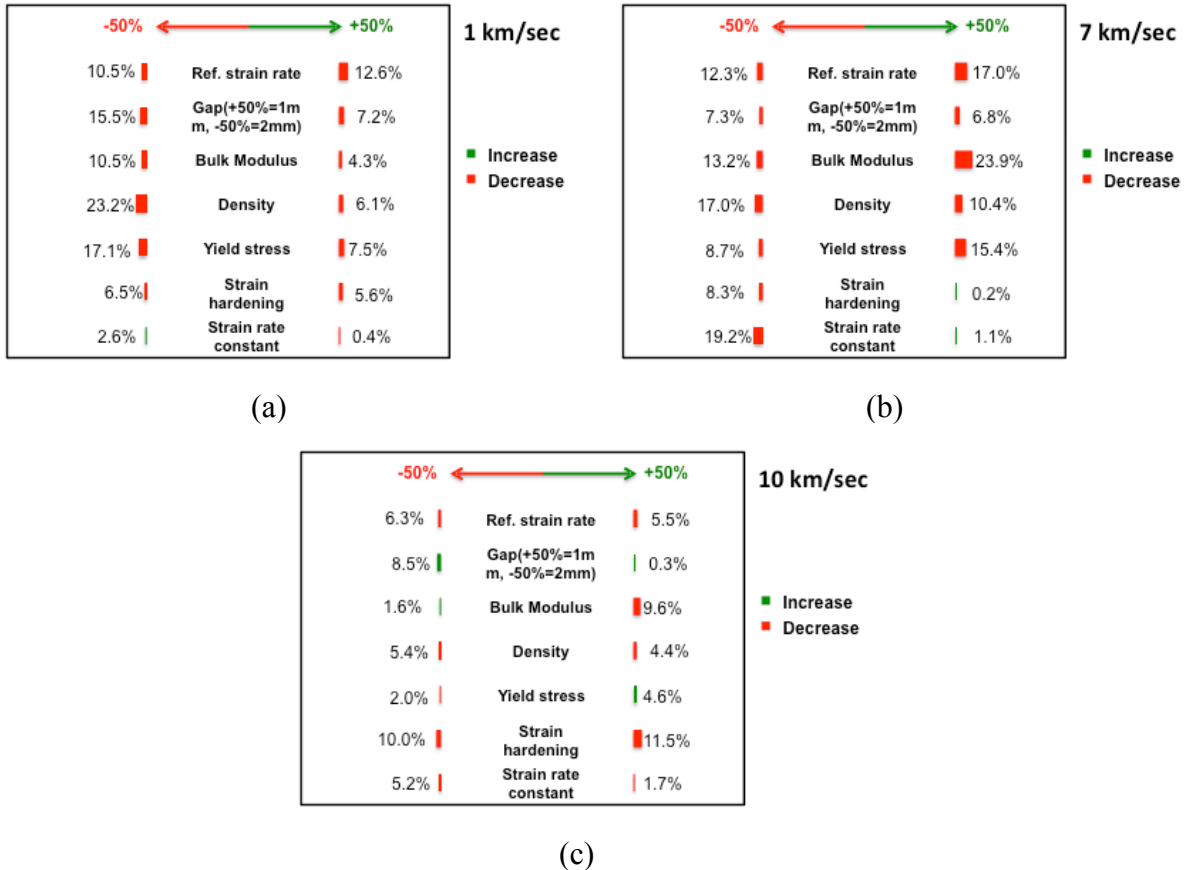 -50% +50% 1 km/sec
10.5% Ref. strain rate 12.6%
15.5% Gap(+50%=1m
m, -50%=2mm) 7.2%
10.5% Bulk Modulus 4.3%
23.2% Density 6.1%
17.1% Yield stress 7.5%
6.5% Strain
hardening 5.6%
2.6% Strain rate
constant 0.4%
Increase
Decrease
(a)
-50% +50% 7 km/sec
12.3% Ref. strain rate 17.0%
7.3% Gap(+50%=1m
m, -50%=2mm) 6.8%
13.2% Bulk Modulus 23.9%
17.0% Density 10.4%
8.7% Yield stress 15.4%
8.3% Strain
hardening 0.2%
19.2% Strain rate
constant 1.1%
Increase
Decrease
(b)
-50% +50% 10 km/sec
6.3% Ref. strain rate 5.5%
8.5% Gap(+50%=1m
m, -50%=2mm) 0.3%
1.6% Bulk Modulus 9.6%
5.4% Density 4.4%
2.0% Yield stress 4.6%
10.0% Strain
hardening 11.5%
5.2% Strain rate
constant 1.7%
Increase
Decrease
(c)